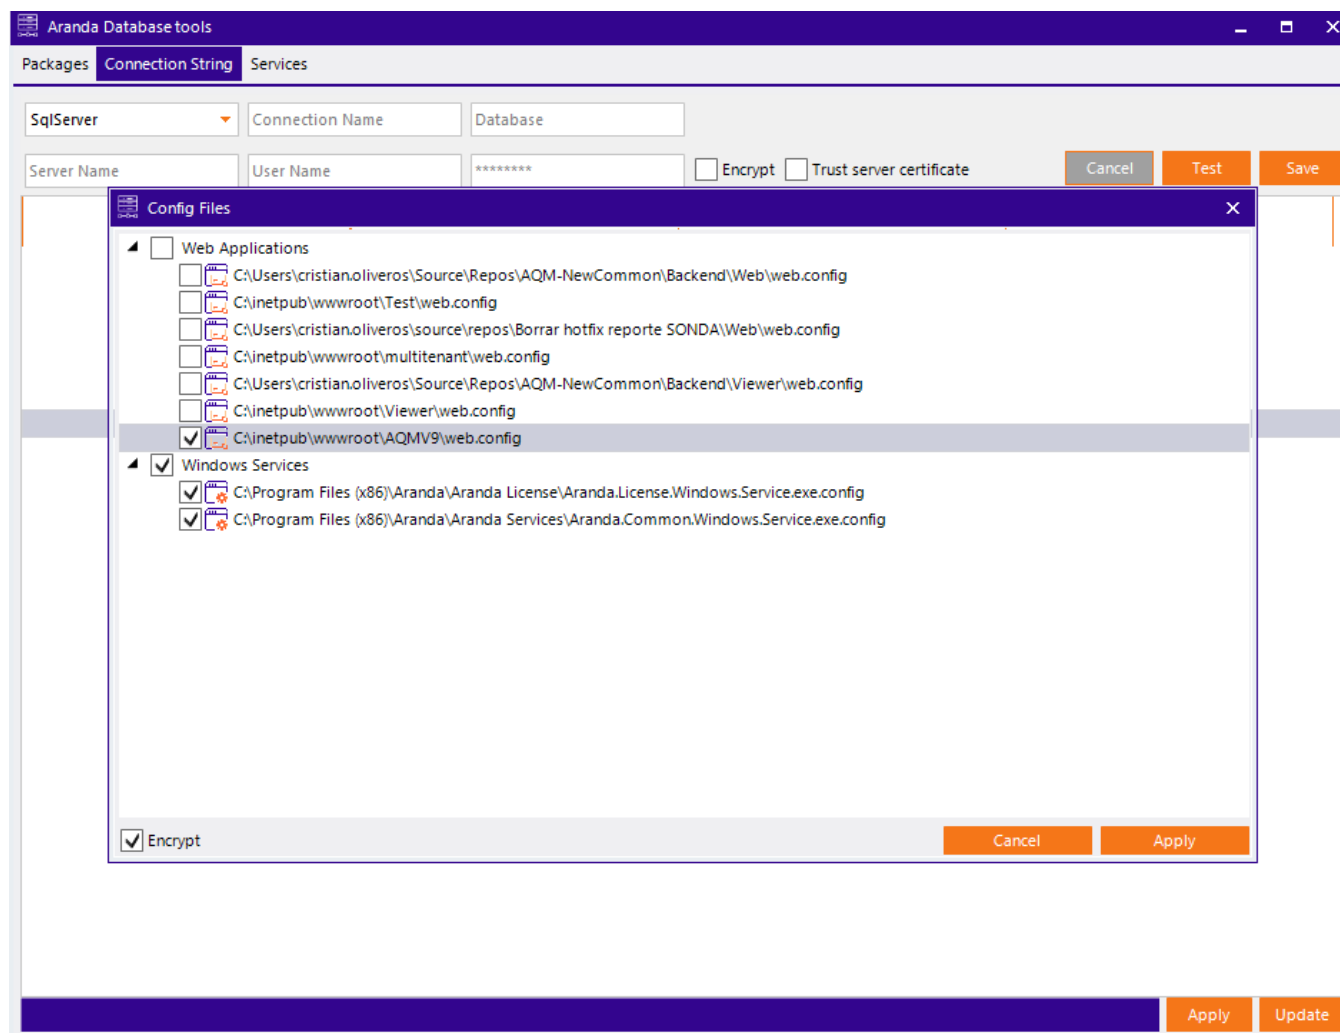 Aranda Database tools
Packages Connection String Services
SqlServer Connection Name Database
Server Name User Name ******** Encrypt Trust server certificate Cancel Test Save
Config Files
Web Applications
C:\Users\cristian.oliveros\Source\Repos\AQM-NewCommon\Backend\Web\web.config
C:\inetpub\wwwroot\Test\web.config
C:\Users\cristian.oliveros\source\repos\Borrar hotfix reporte SONDA\Web\web.config
C:\inetpub\wwwroot\multitenant\web.config
C:\Users\cristian.oliveros\Source\Repos\AQM-NewCommon\Backend\Viewer\web.config
C:\inetpub\wwwroot\Viewer\web.config
C:\inetpub\wwwroot\AQMV9\web.config
Windows Services
C:\Program Files (x86)\Aranda\Aranda License\Aranda.License.Windows.Service.exe.config
C:\Program Files (x86)\Aranda\Aranda Services\Aranda.Common.Windows.Service.exe.config
Encrypt Cancel Apply
Apply Update